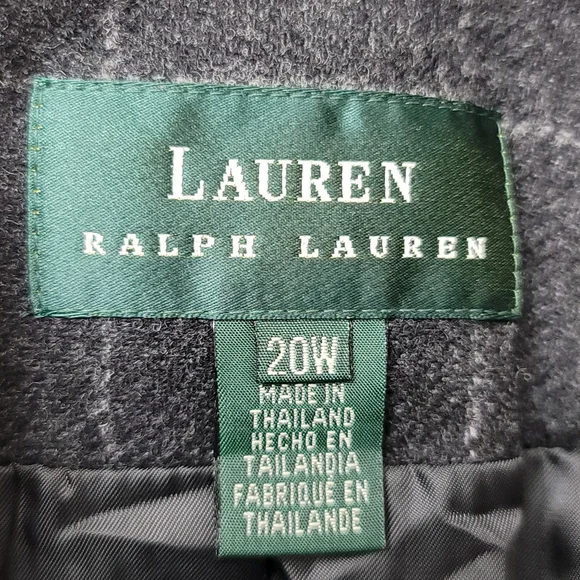 LAUREN
RALPH LAUREN
20W
MADE IN
THAILAND
HECHO EN
TAILANDIA
FABRIQUÉ EN
THAILANDE